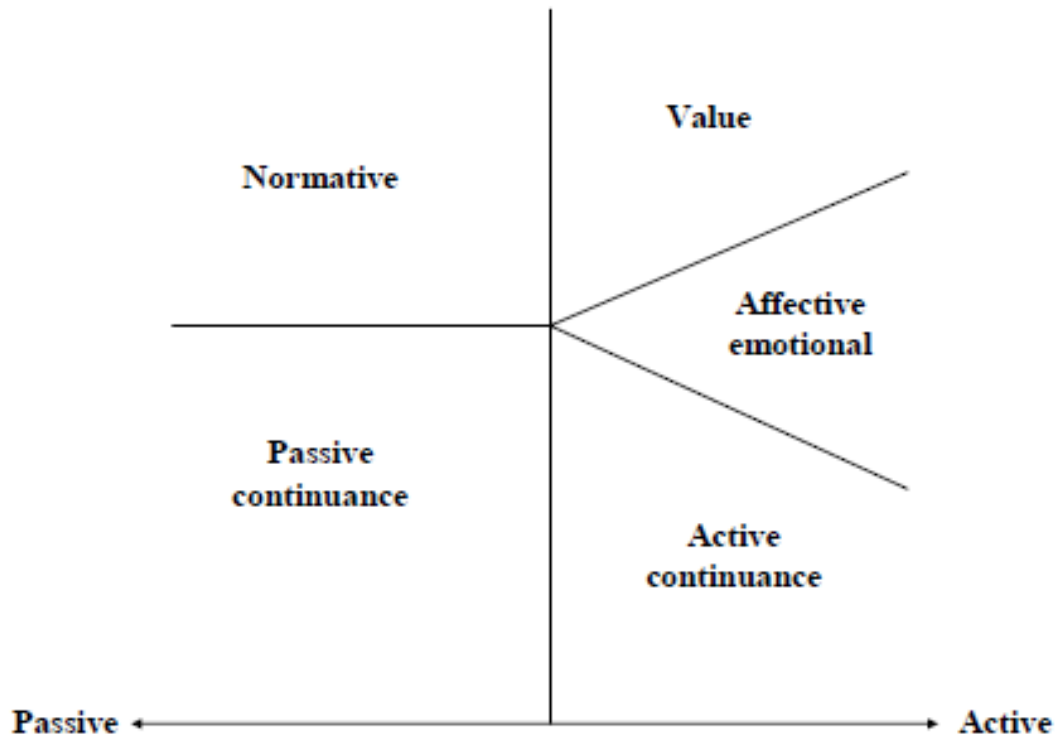 Value
Normative
Affective
emotional
Passive
continuance
Active
continuance
Passive
Active